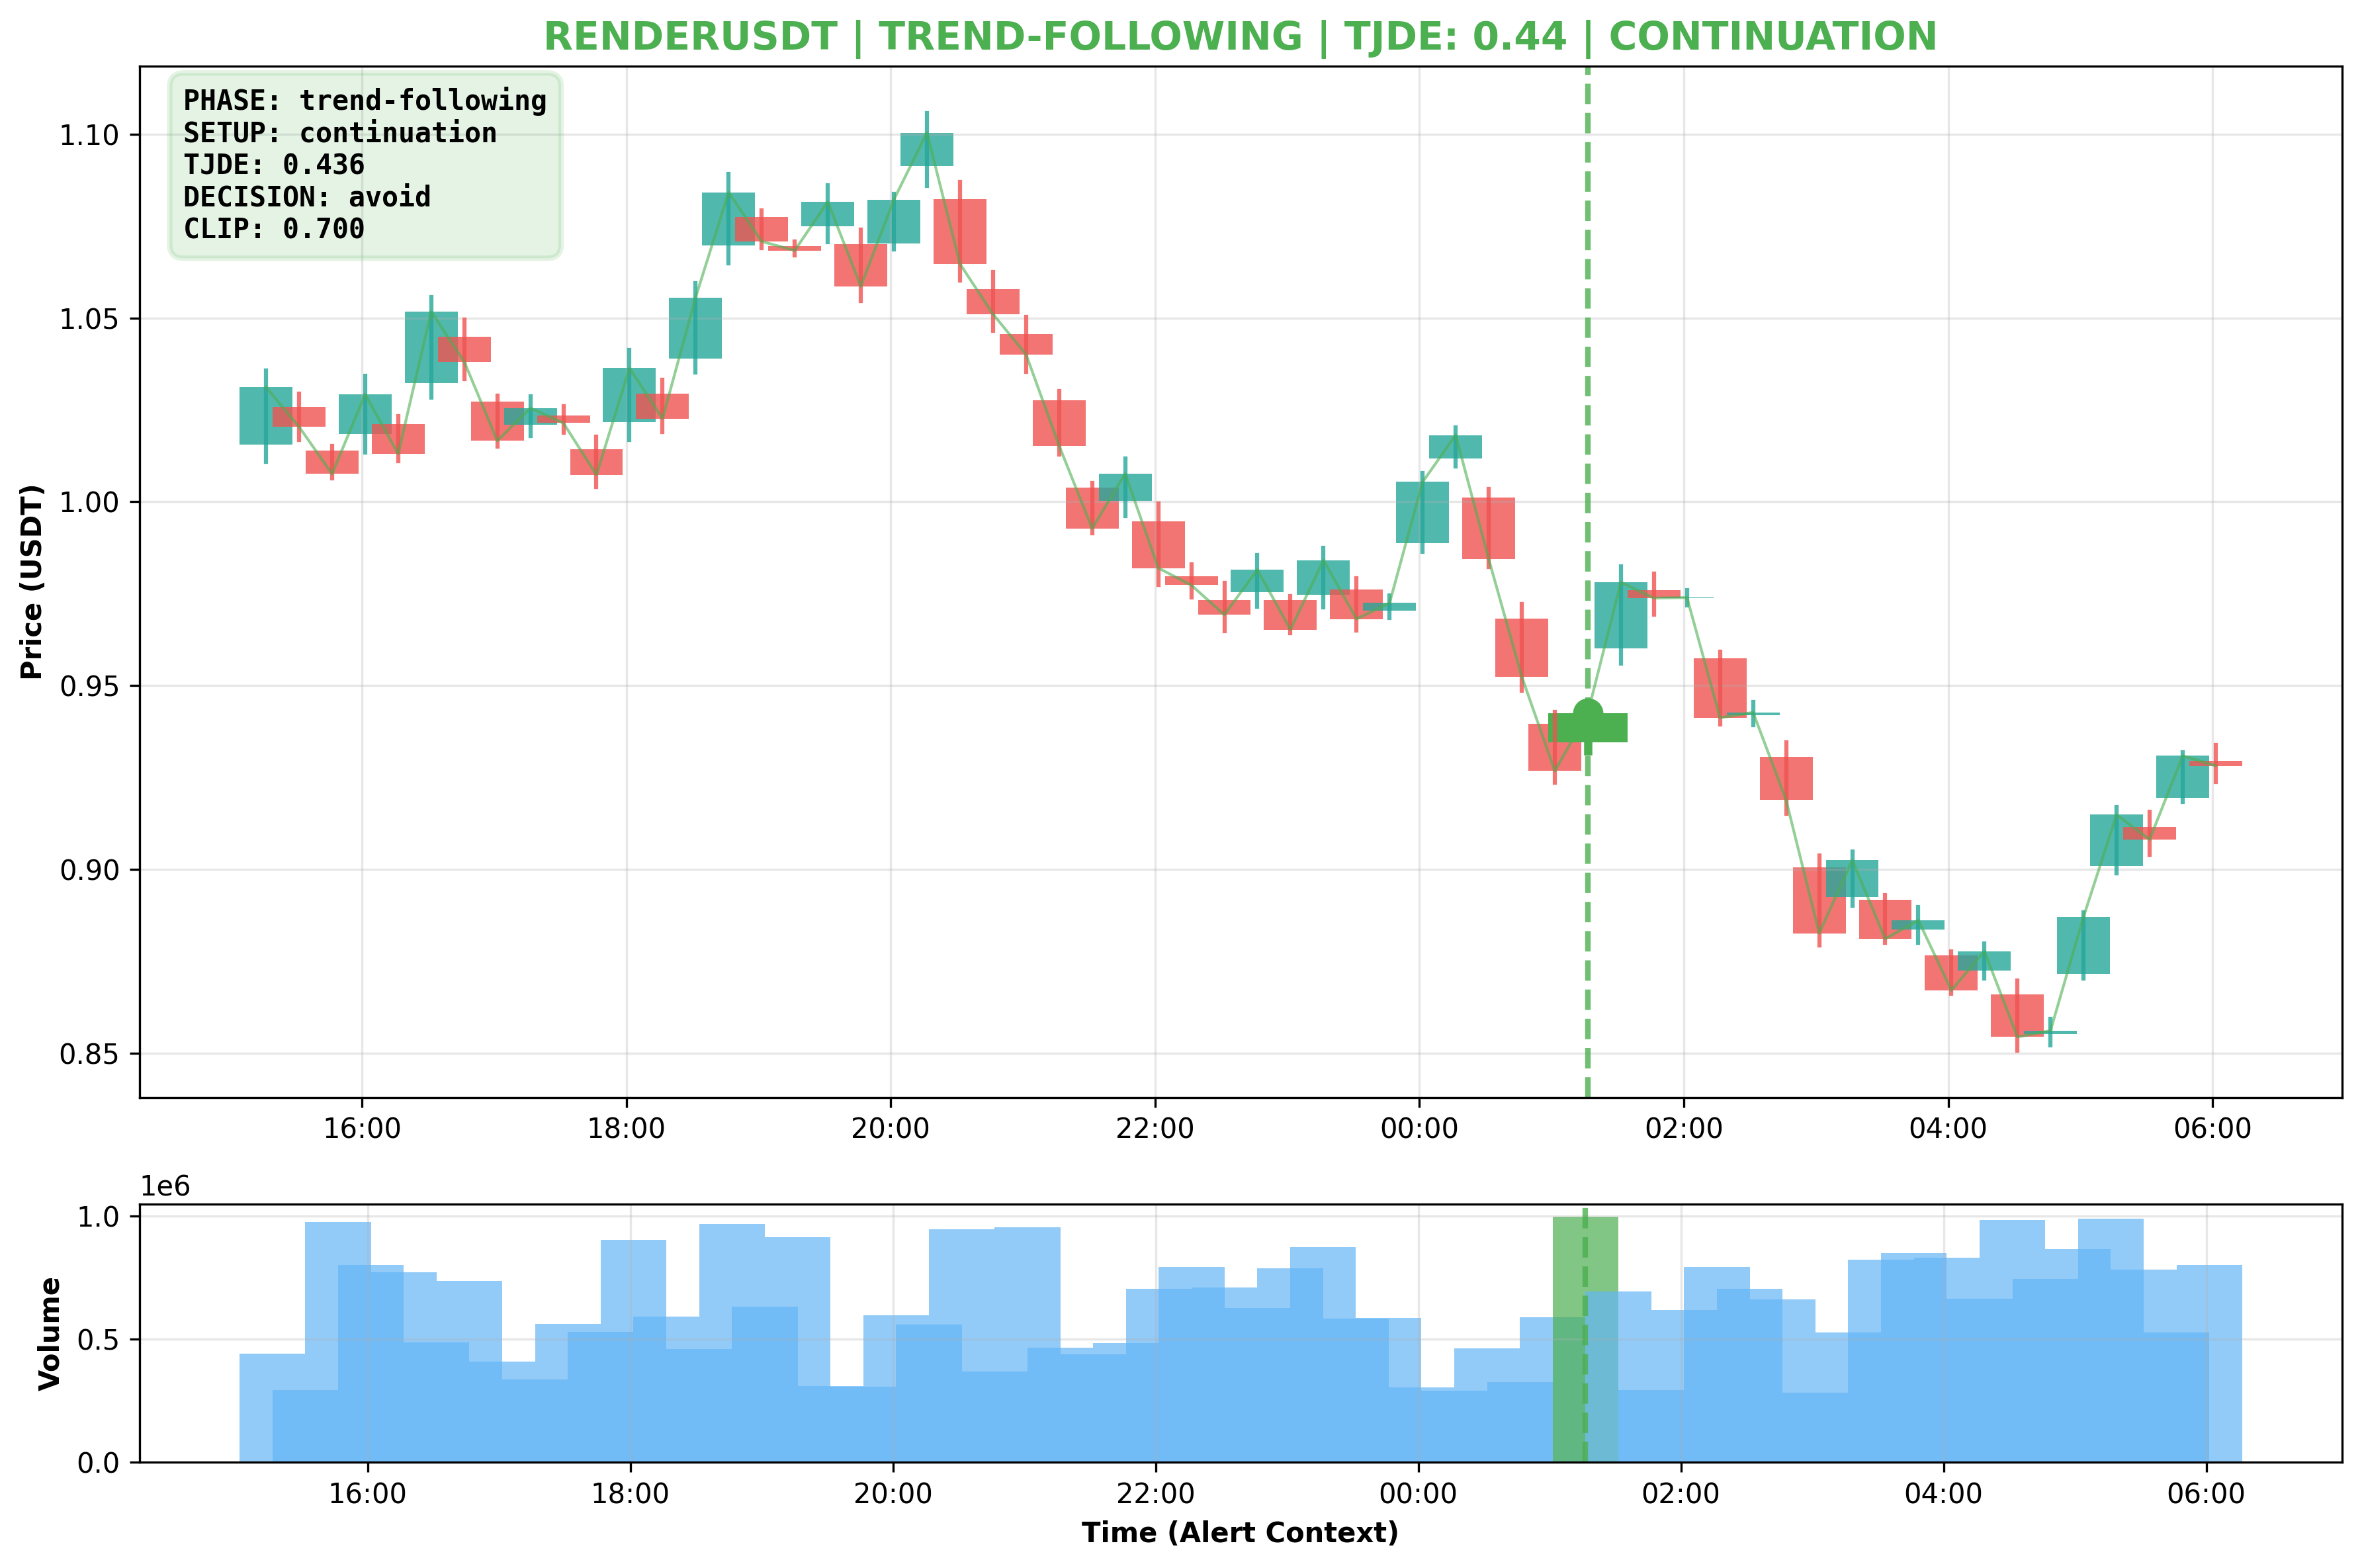 RENDERUSDT | TREND-FOLLOWING | TJDE: 0.44 | CONTINUATION
PHASE: trend-following
SETUP: continuation
TJDE: 0.436
DECISION: avoid
CLIP: 0.700
Price (USDT)
1.10
1.05
1.00
0.95
0.90
0.85
16:00 18:00 20:00 22:00 00:00 02:00 04:00 06:00
1e6
Volume
1.0
0.5
0.0
16:00 18:00 20:00 22:00 00:00 02:00 04:00 06:00
Time (Alert Context)